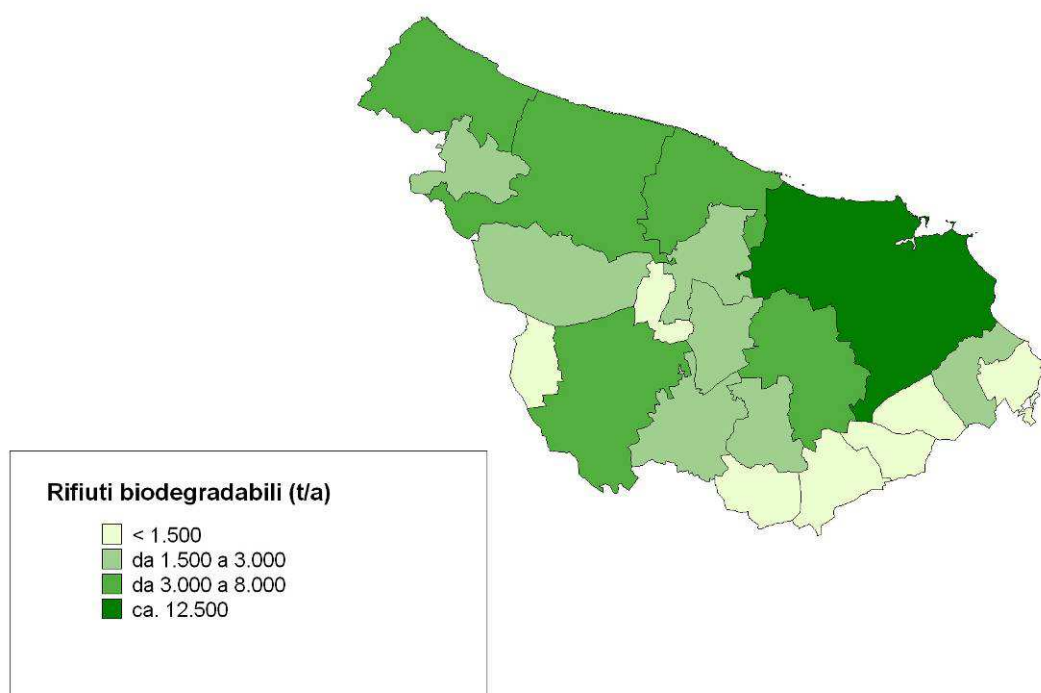 Rifiuti biodegradabili (t/a)
< 1.500
da 1.500 a 3.000
da 3.000 a 8.000
ca. 12.500